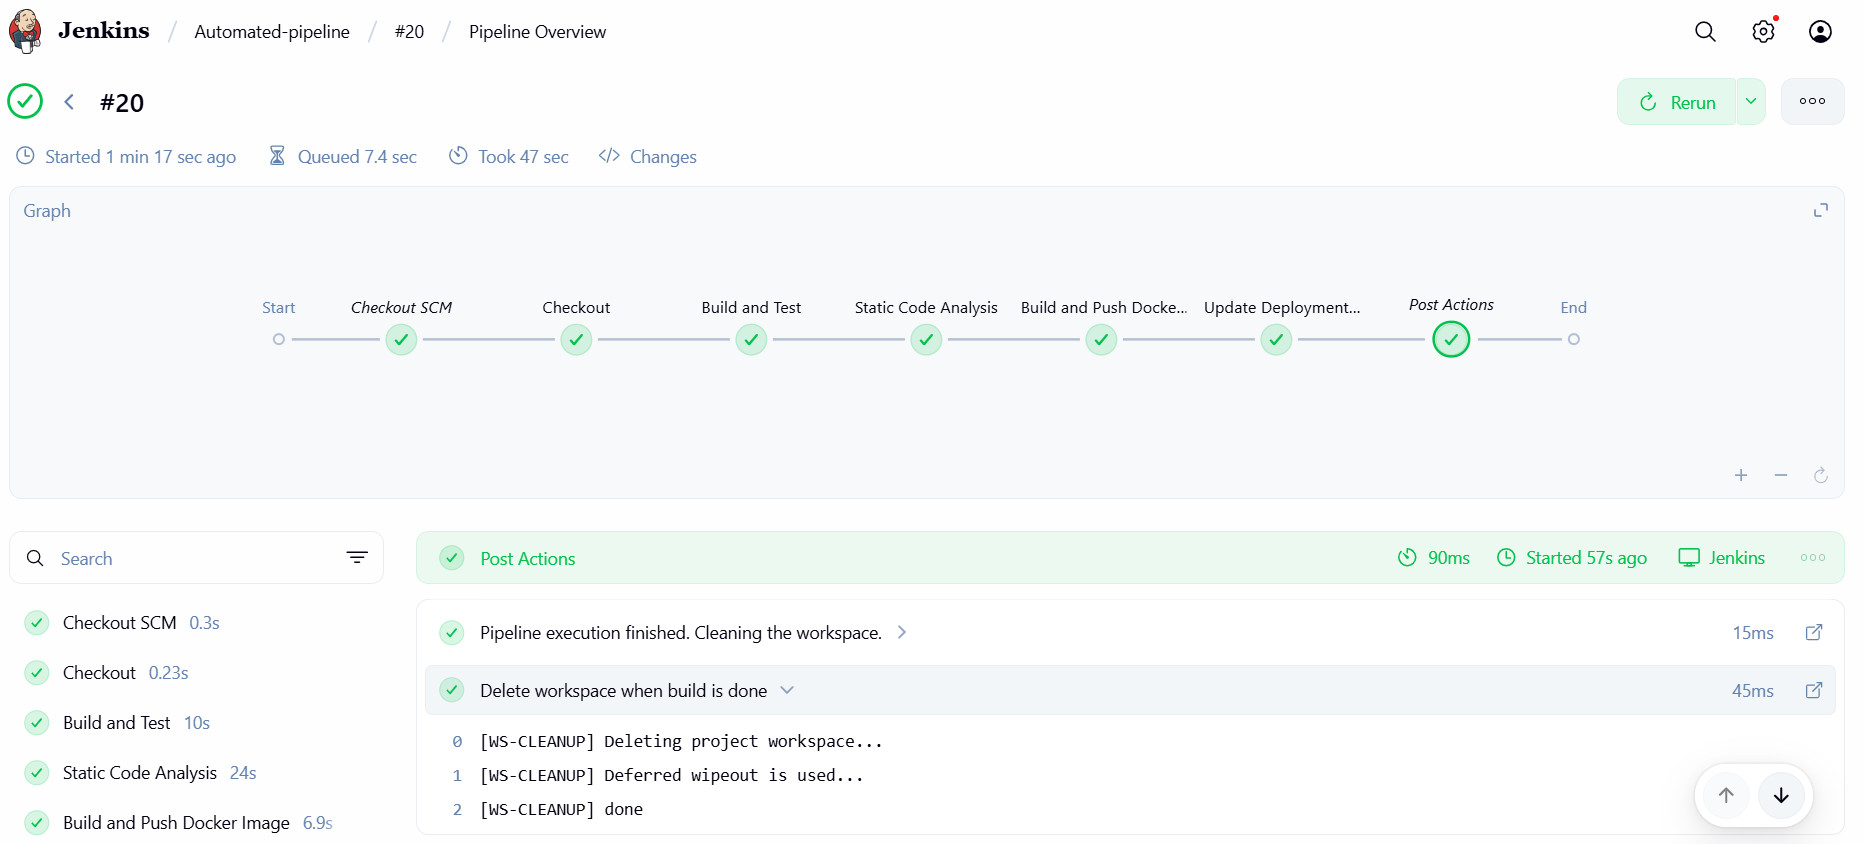 Jenkins / Automated-pipeline / #20 / Pipeline Overview
#20
Rerun
Started 1 min 17 sec ago Queued 7.4 sec Took 47 sec Changes
Graph
Start Checkout SCM Checkout Build and Test Static Code Analysis Build and Push Docke... Update Deployment... Post Actions End
Search
Checkout SCM 0.3s
Checkout 0.23s
Build and Test 10s
Static Code Analysis 24s
Build and Push Docker Image 6.9s
Post Actions 90ms Started 57s ago Jenkins
Pipeline execution finished. Cleaning the workspace. 15ms
Delete workspace when build is done 45ms
0 [WS-CLEANUP] Deleting project workspace...
1 [WS-CLEANUP] Deferred wipeout is used...
2 [WS-CLEANUP] done